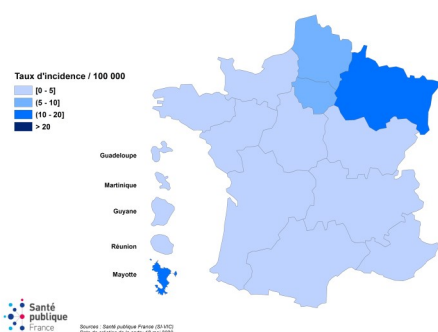 Taux d'incidence / 100 000
[0 - 5]
(5 - 10]
(10 - 20]
> 20
Guadeloupe
Martinique
Guyane
Réunion
Mayotte
Santé
publique
France
Sources : Santé publique France (SI-VIC)